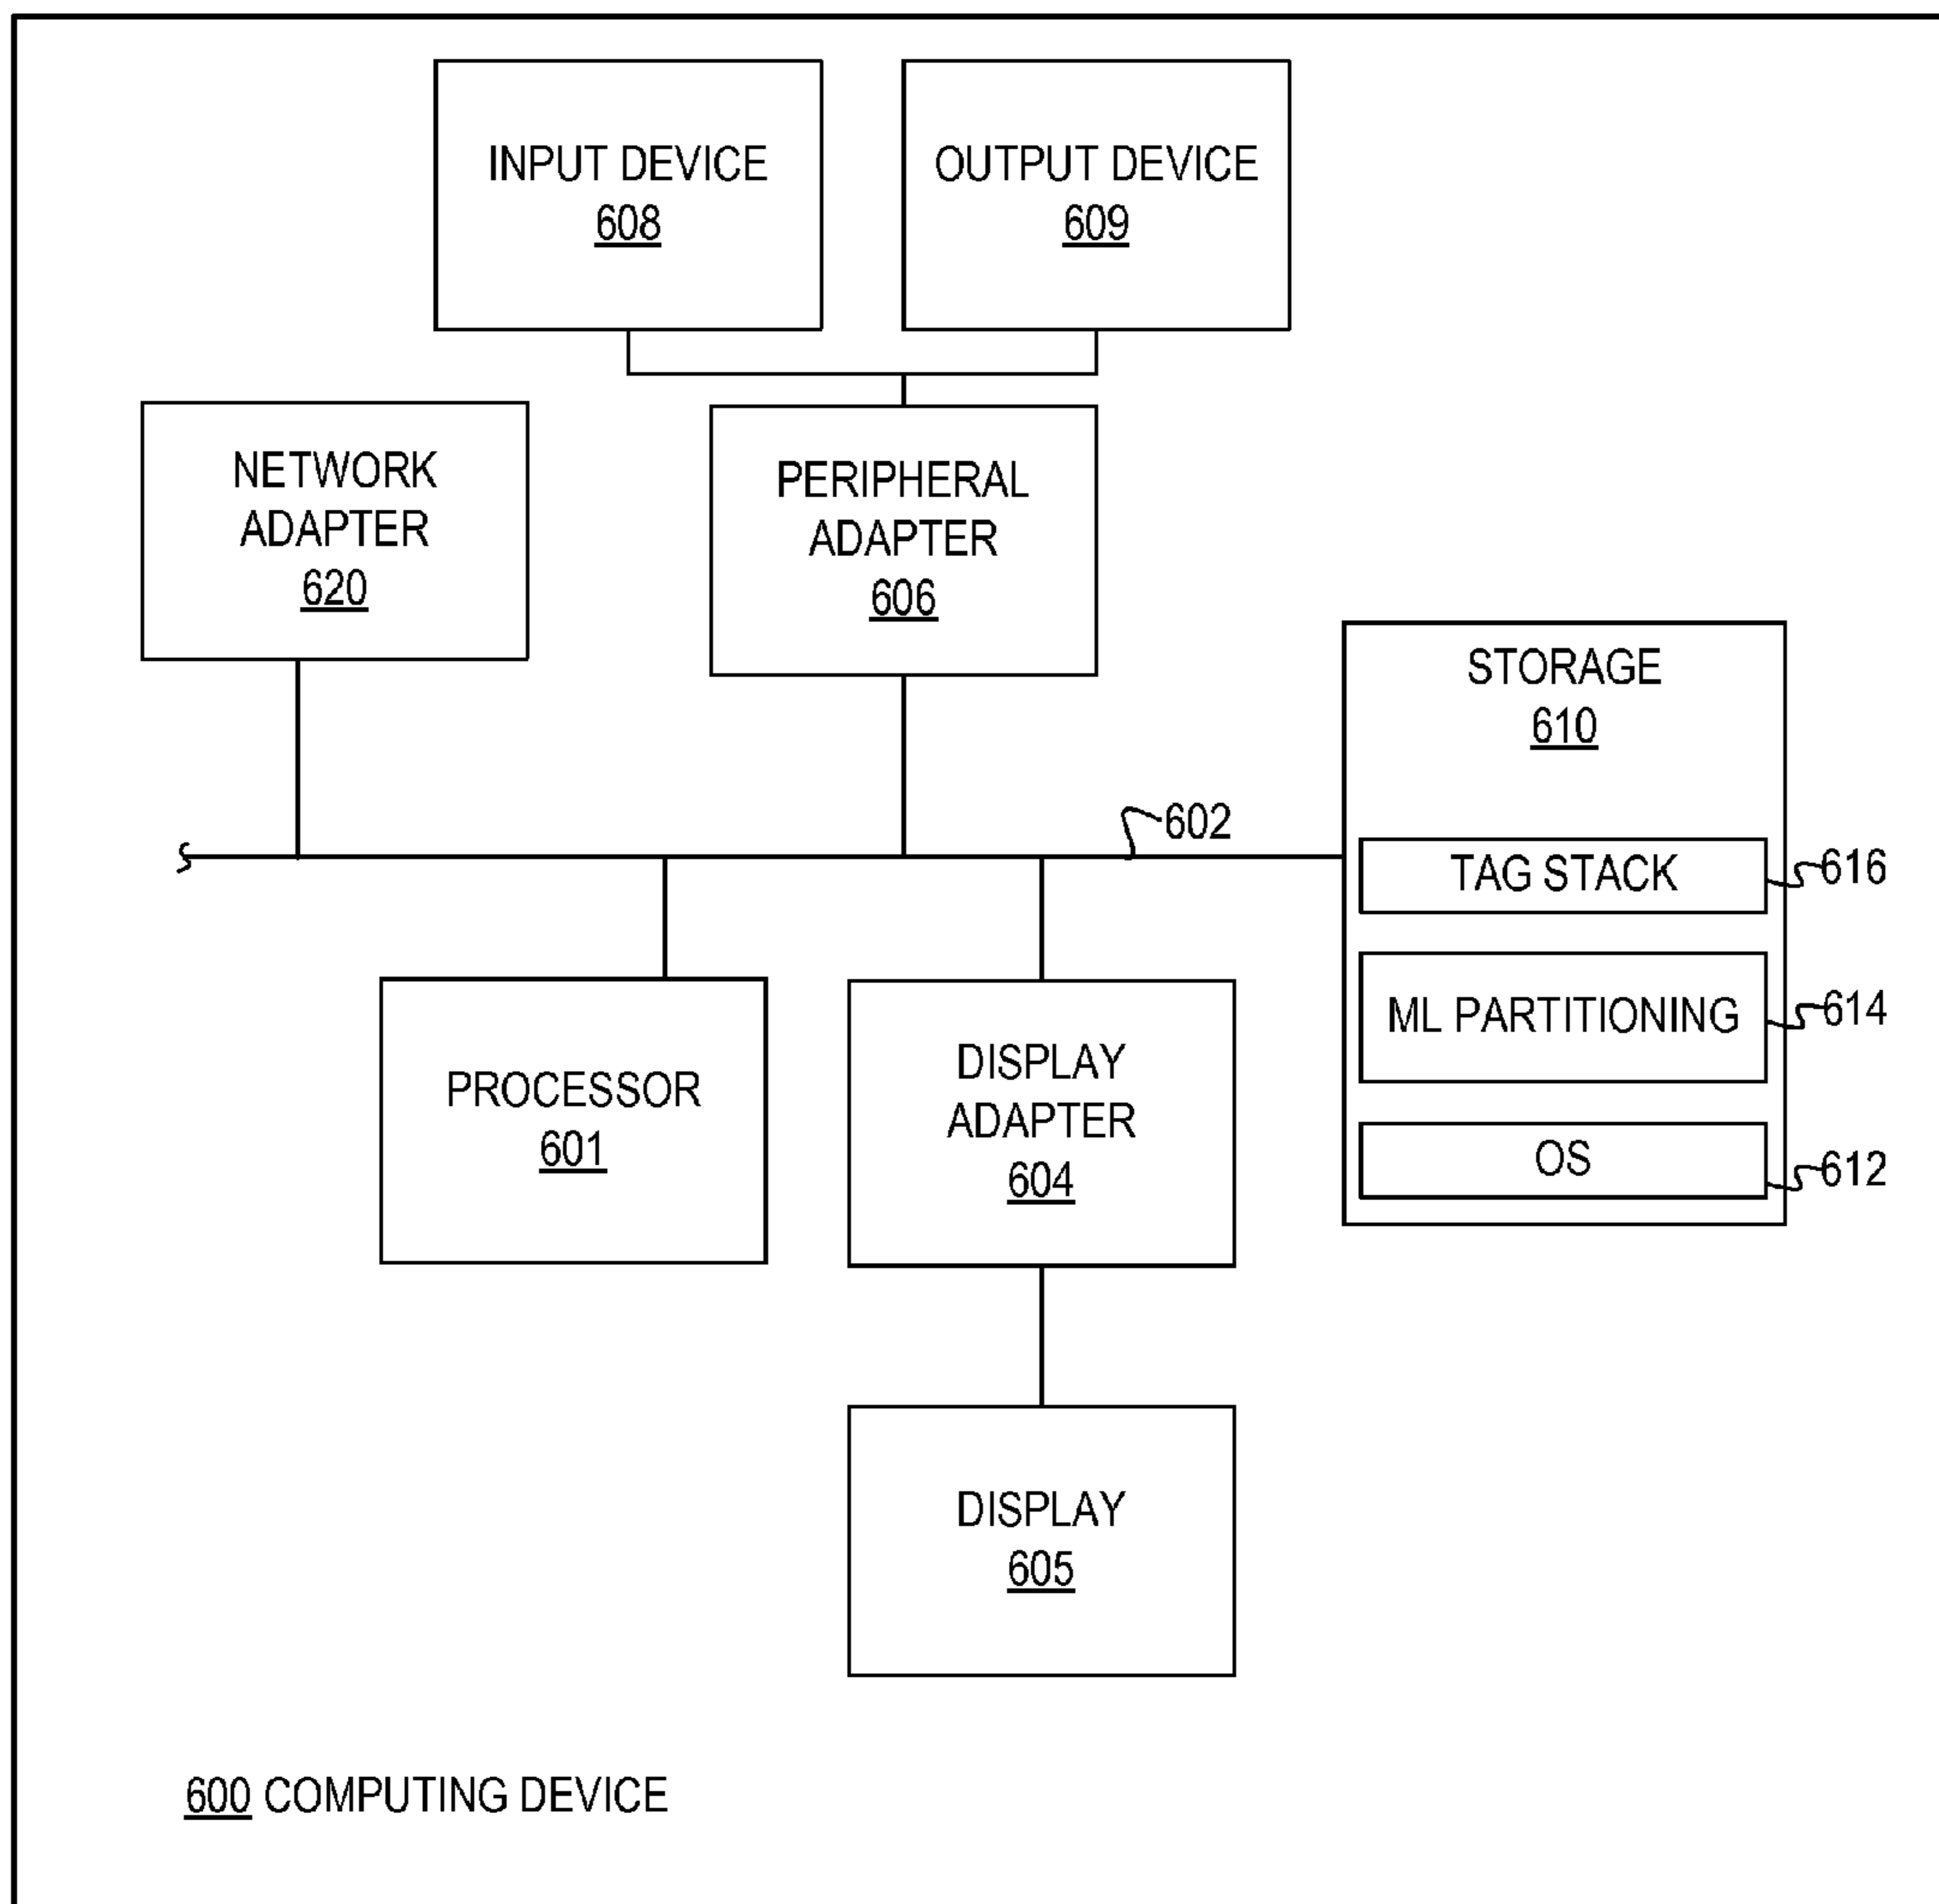 INPUT DEVICE
608
OUTPUT DEVICE
609
NETWORK
ADAPTER
620
PERIPHERAL
ADAPTER
606
STORAGE
610
602
TAG STACK
616
ML PARTITIONING
614
OS
612
PROCESSOR
601
DISPLAY
ADAPTER
604
DISPLAY
605
600 COMPUTING DEVICE